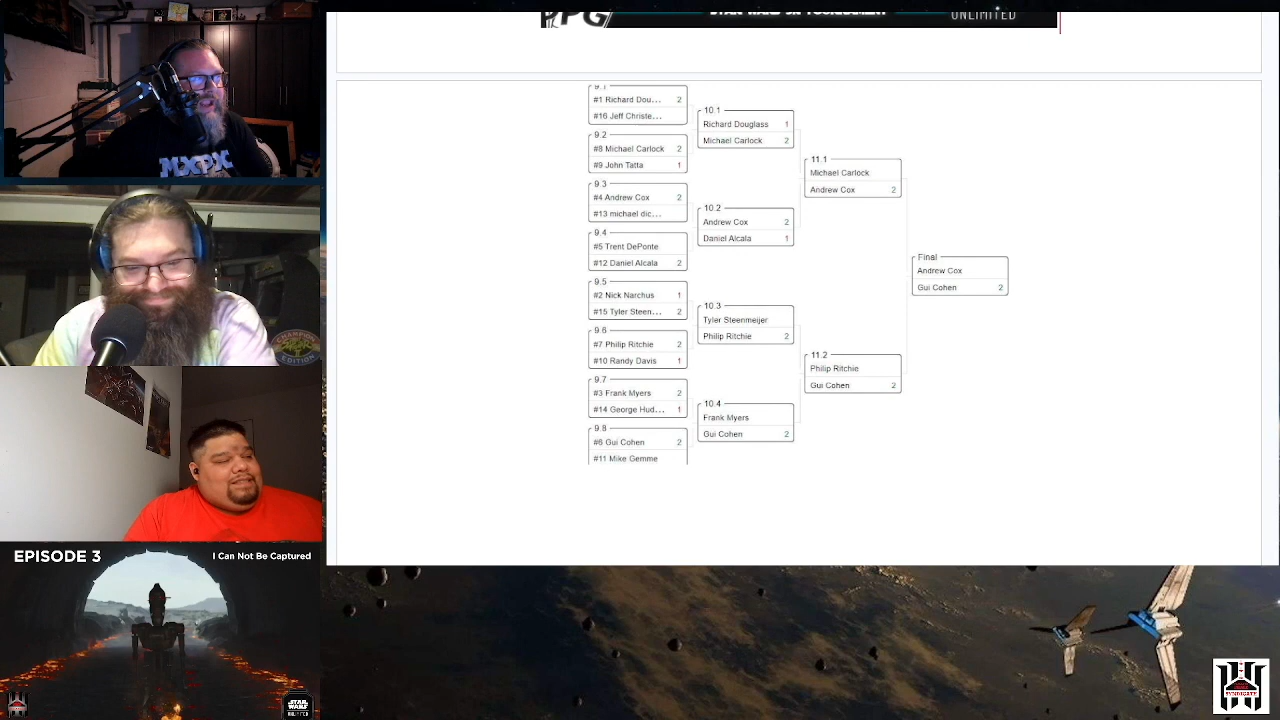 UNLIMITED
9.1
#1 Richard Dou... 2
#16 Jeff Christe...
9.2
#8 Michael Carlock 2
#9 John Tatta 1
9.3
#4 Andrew Cox 2
#13 michael dic...
9.4
#5 Trent DePonte
#12 Daniel Alcala 2
9.5
#2 Nick Narchus 1
#15 Tyler Steen... 2
9.6
#7 Philip Ritchie 2
#10 Randy Davis 1
9.7
#3 Frank Myers 2
#14 George Hud... 1
9.8
#6 Gui Cohen 2
#11 Mike Gemme
10.1
Richard Douglass 1
Michael Carlock 2
10.2
Andrew Cox 2
Daniel Alcala 1
10.3
Tyler Steenmeijer
Philip Ritchie 2
10.4
Frank Myers
Gui Cohen 2
11.1
Michael Carlock
Andrew Cox 2
11.2
Philip Ritchie
Gui Cohen 2
Final
Andrew Cox
Gui Cohen 2
MXPX
CHAMPION
EDITION
EPISODE 3
I Can Not Be Captured
STAR
WARS
UNLIMITED
SYNDICATE